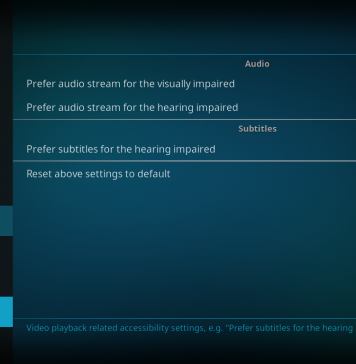 Audio
Prefer audio stream for the visually impaired
Prefer audio stream for the hearing impaired
Subtitles
Prefer subtitles for the hearing impaired
Reset above settings to default
Video playback related accessibility settings, e.g. "Prefer subtitles for the hearing